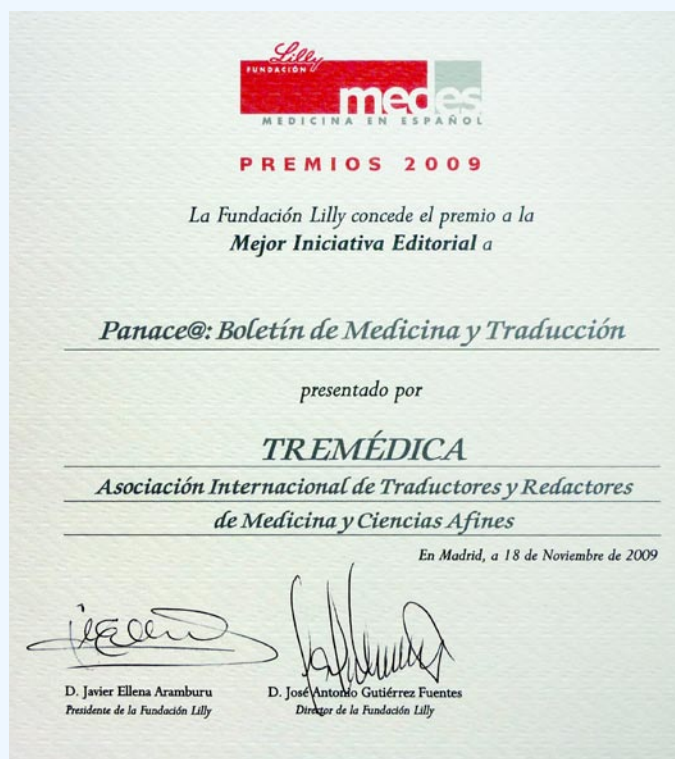 Lilly
FUNDACIÓN
medes
MEDICINA EN ESPAÑOL
PREMIOS 2009
La Fundación Lilly concede el premio a la
Mejor Iniciativa Editorial a
Panace@: Boletín de Medicina y Traducción
presentado por
TREMÉDICA
Asociación Internacional de Traductores y Redactores
de Medicina y Ciencias Afines
En Madrid, a 18 de Noviembre de 2009
D. Javier Ellena Aramburu
D. José Antonio Gutiérrez Fuentes
Presidente de la Fundación Lilly
Director de la Fundación Lilly